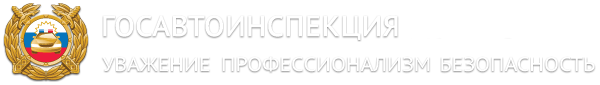 ГОСАВТОИНСПЕКЦИЯ
УВАЖЕНИЕ ПРОФЕССИОНАЛИЗМ БЕЗОПАСНОСТЬ